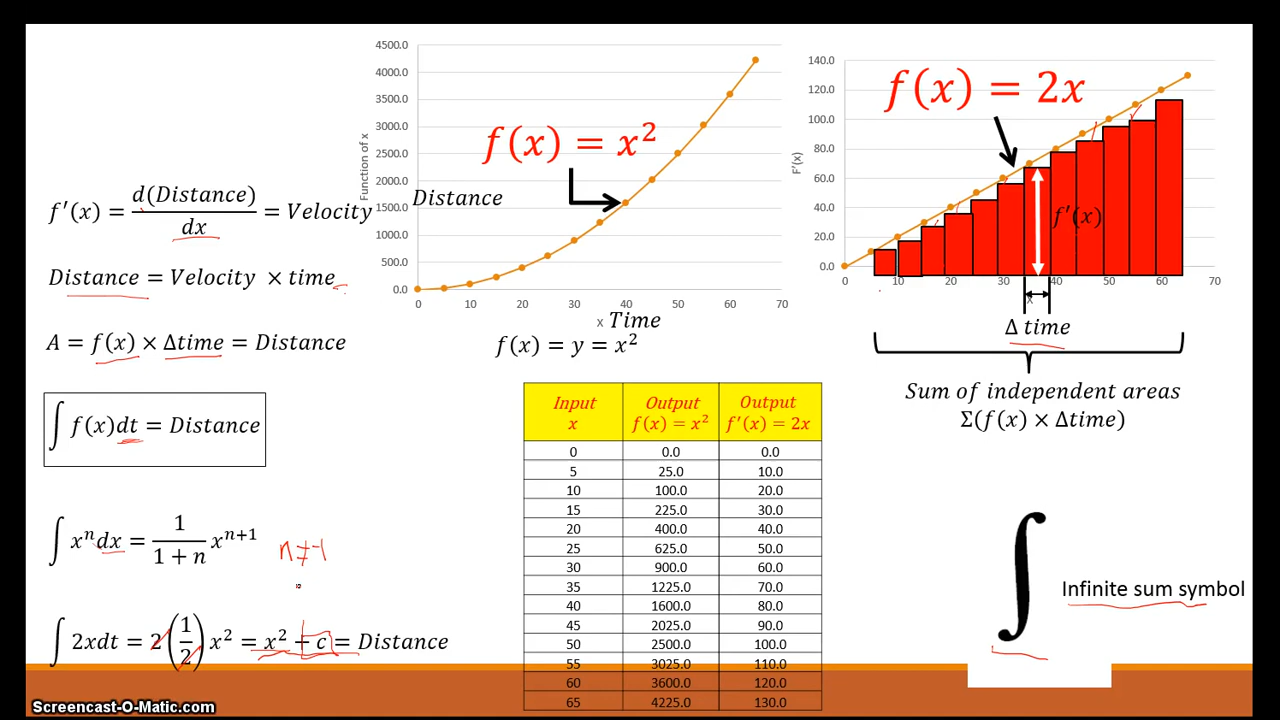 f′(x) = d(Distance)/dx = Velocity
Distance = Velocity × time
A = f(x) × Δtime = Distance
∫ f(x)dt = Distance
∫ xⁿdx = 1/(1 + n) xⁿ⁺¹ n ≠ -1
∫ 2xdt = 2(1/2) x² = x² + c = Distance
4500.0
4000.0
3500.0
3000.0
2500.0
2000.0
1500.0
1000.0
500.0
0.0
Function of x
f(x) = x²
Distance
0 10 20 30 40 50 60 70
x Time
f(x) = y = x²
140.0
120.0
100.0
80.0
60.0
40.0
20.0
0.0
F'(x)
f(x) = 2x
f′(x)
0 10 20 30 40 50 60 70
x
Δ time
Sum of independent areas
Σ(f(x) × Δtime)
Input Output Output
x f(x) = x² f′(x) = 2x
0 0.0 0.0
5 25.0 10.0
10 100.0 20.0
15 225.0 30.0
20 400.0 40.0
25 625.0 50.0
30 900.0 60.0
35 1225.0 70.0
40 1600.0 80.0
45 2025.0 90.0
50 2500.0 100.0
55 3025.0 110.0
60 3600.0 120.0
65 4225.0 130.0
∫ Infinite sum symbol
Screencast-O-Matic.com